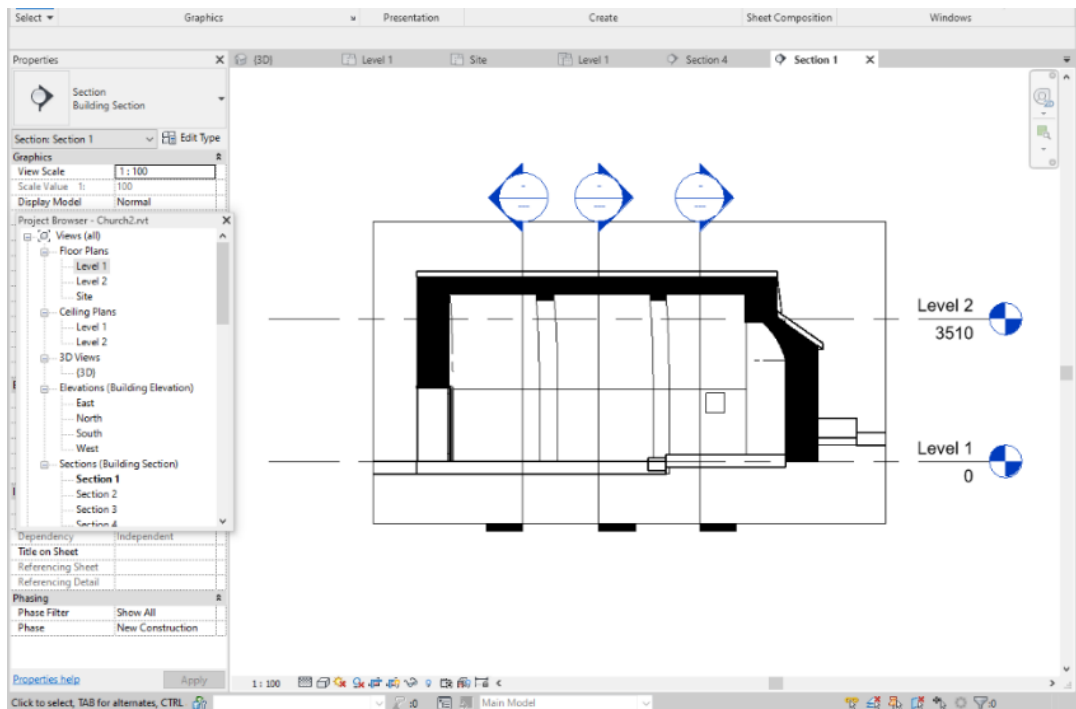 Select ▾
Graphics
Presentation
Create
Sheet Composition
Windows
Properties
(3D)
Level 1
Site
Level 1
Section 4
Section 1
Section
Building Section
Section: Section 1
Edit Type
Graphics
View Scale
1 : 100
Scale Value 1:
100
Display Model
Normal
Project Browser - Church2.rvt
Views (all)
Floor Plans
Level 1
Level 2
Site
Ceiling Plans
Level 1
Level 2
3D Views
(3D)
Elevations (Building Elevation)
East
North
South
West
Sections (Building Section)
Section 1
Section 2
Section 3
Section 4
Dependency
Independent
Title on Sheet
Referencing Sheet
Referencing Detail
Phasing
Phase Filter
Show All
Phase
New Construction
Properties help
Apply
Level 2
3510
Level 1
0
1 : 100
Click to select, TAB for alternates, CTRL
:0
Main Model
:0